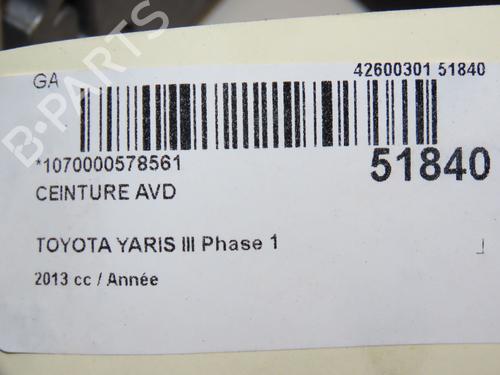 GA
42600301 51840
*1070000578561
51840
CEINTURE AVD
TOYOTA YARIS III Phase 1
2013 cc / Année
B-PARTS